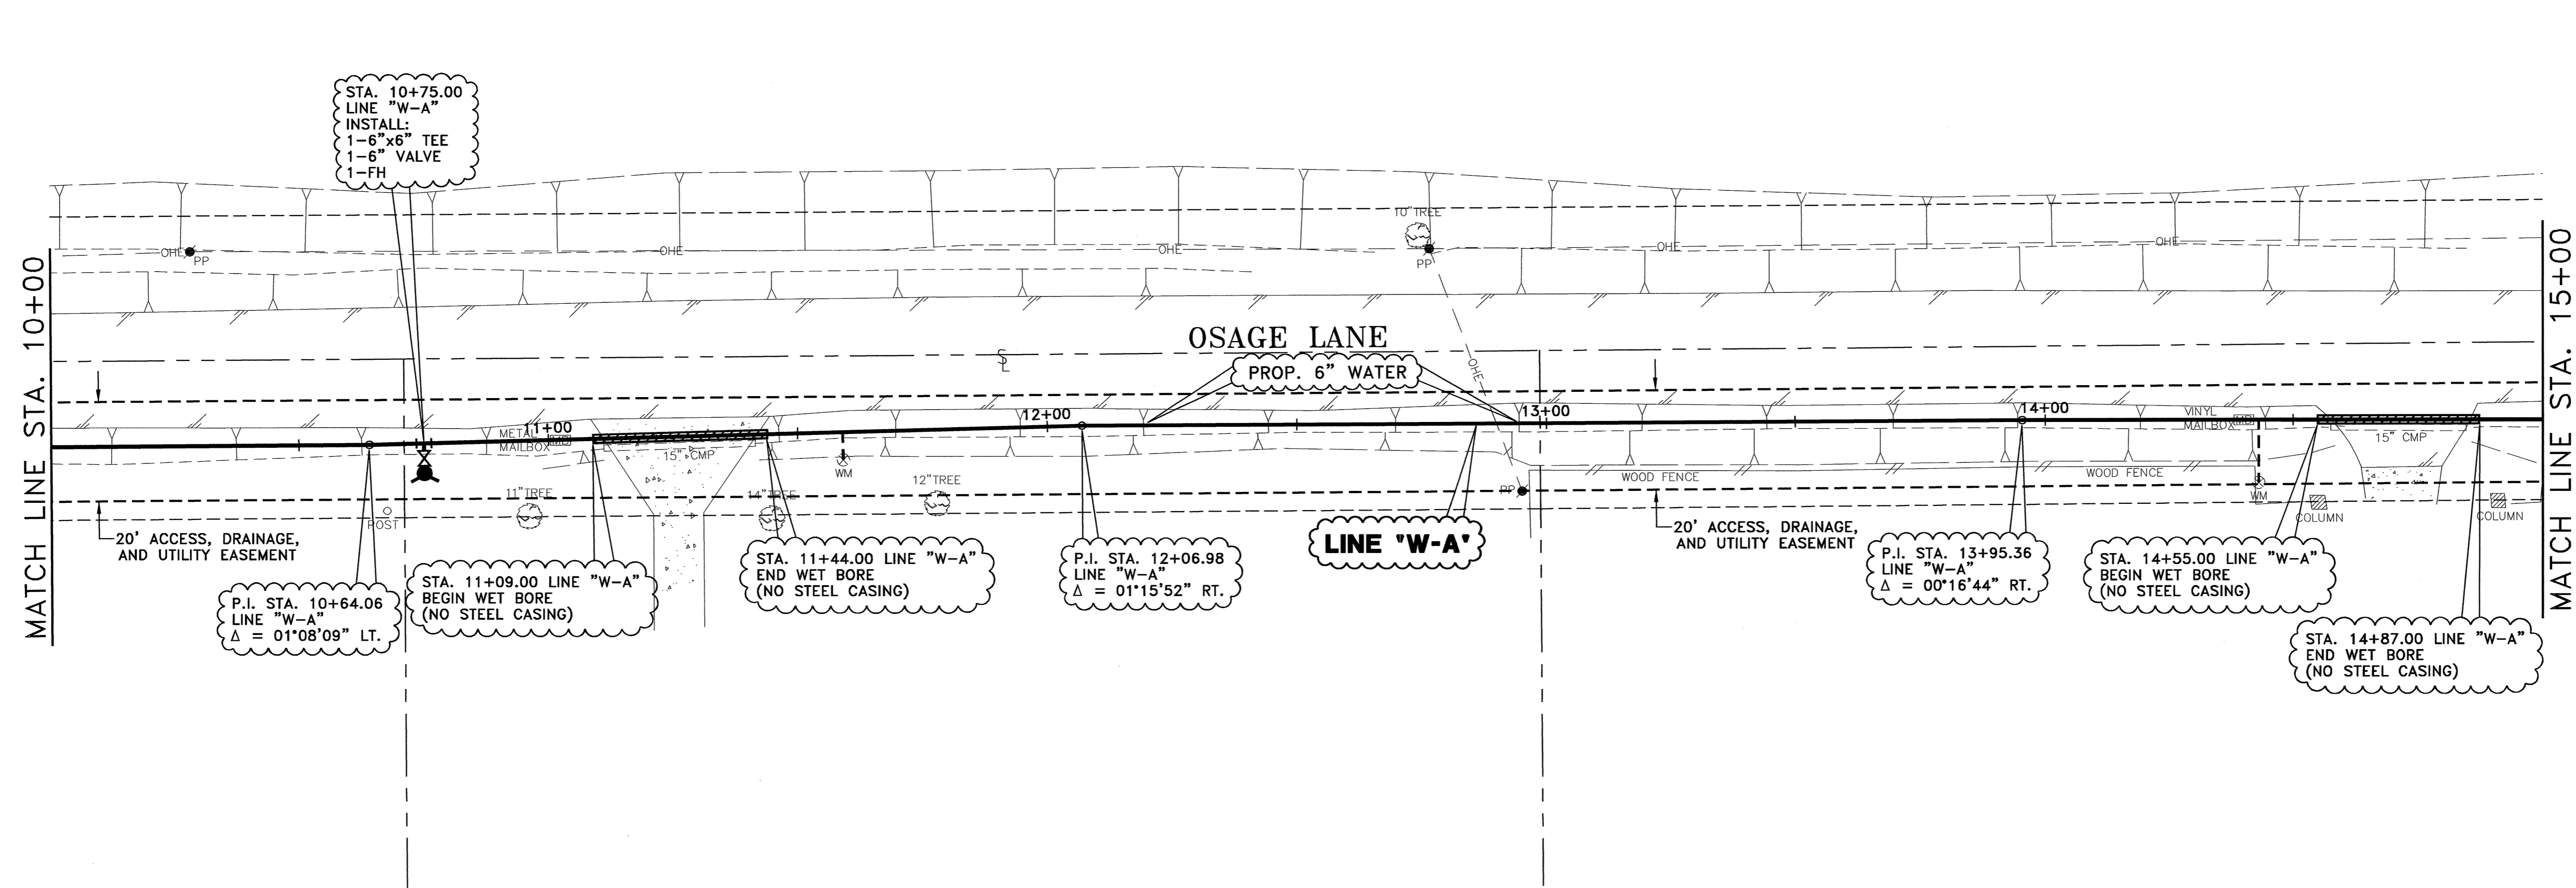 STA. 10+75.00
LINE "W-A"
INSTALL:
1-6"x6" TEE
1-6" VALVE
1-FH
MATCH LINE STA. 10+00
MATCH LINE STA. 15+00
OHE
PP
OHE
OHE
10" TREE
PP
OHE
OHE
OSAGE LANE
℄
OHE
PROP. 6" WATER
11+00
12+00
13+00
14+00
METAL
MAILBOX
MB
15" CMP
WM
VINYL
MAILBOX
MB
15" CMP
11" TREE
14" TREE
12" TREE
POST
PP
WOOD FENCE
WOOD FENCE
WM
COLUMN
COLUMN
20' ACCESS, DRAINAGE,
AND UTILITY EASEMENT
20' ACCESS, DRAINAGE,
AND UTILITY EASEMENT
LINE "W-A"
P.I. STA. 10+64.06
LINE "W-A"
Δ = 01°08'09" LT.
STA. 11+09.00 LINE "W-A"
BEGIN WET BORE
(NO STEEL CASING)
STA. 11+44.00 LINE "W-A"
END WET BORE
(NO STEEL CASING)
P.I. STA. 12+06.98
LINE "W-A"
Δ = 01°15'52" RT.
P.I. STA. 13+95.36
LINE "W-A"
Δ = 00°16'44" RT.
STA. 14+55.00 LINE "W-A"
BEGIN WET BORE
(NO STEEL CASING)
STA. 14+87.00 LINE "W-A"
END WET BORE
(NO STEEL CASING)